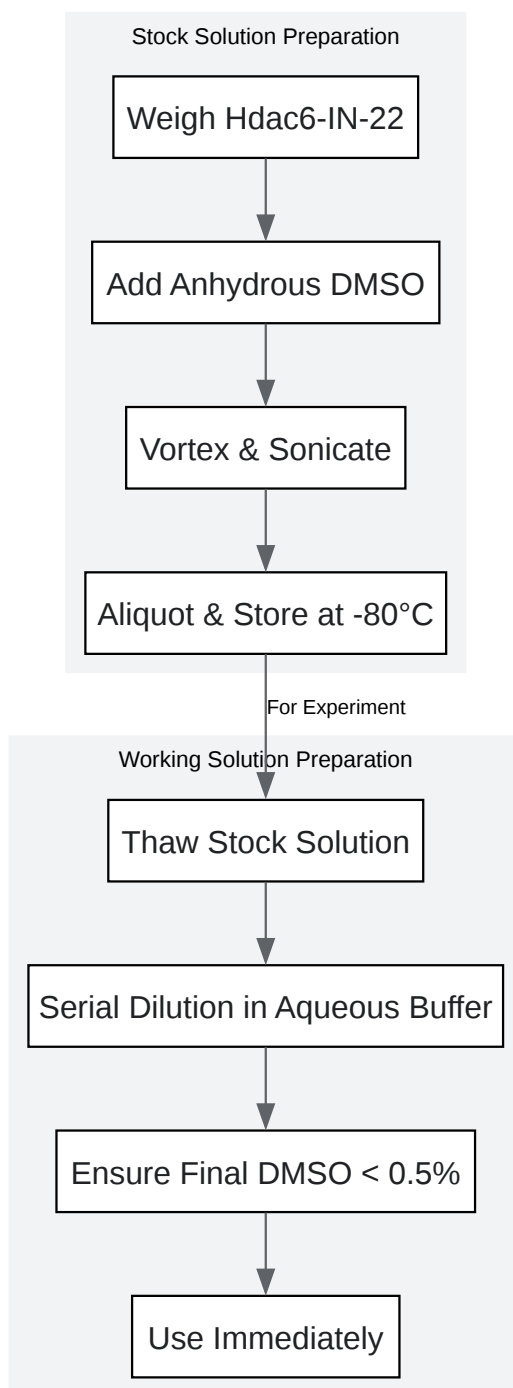 Stock Solution Preparation
Weigh Hdac6-IN-22
Add Anhydrous DMSO
Vortex & Sonicate
Aliquot & Store at -80°C
For Experiment
Working Solution Preparation
Thaw Stock Solution
Serial Dilution in Aqueous Buffer
Ensure Final DMSO < 0.5%
Use Immediately